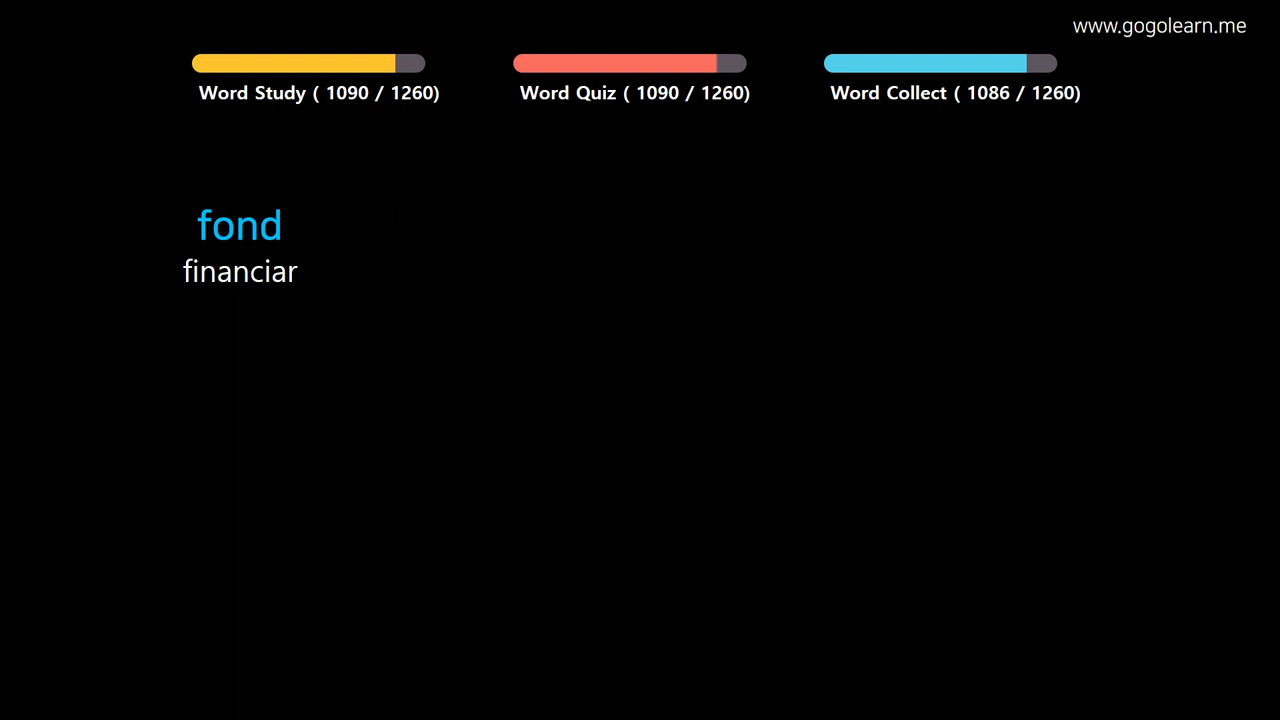 www.gogolearn.me
Word Study ( 1090 / 1260)
Word Quiz ( 1090 / 1260)
Word Collect ( 1086 / 1260)
fond
financiar